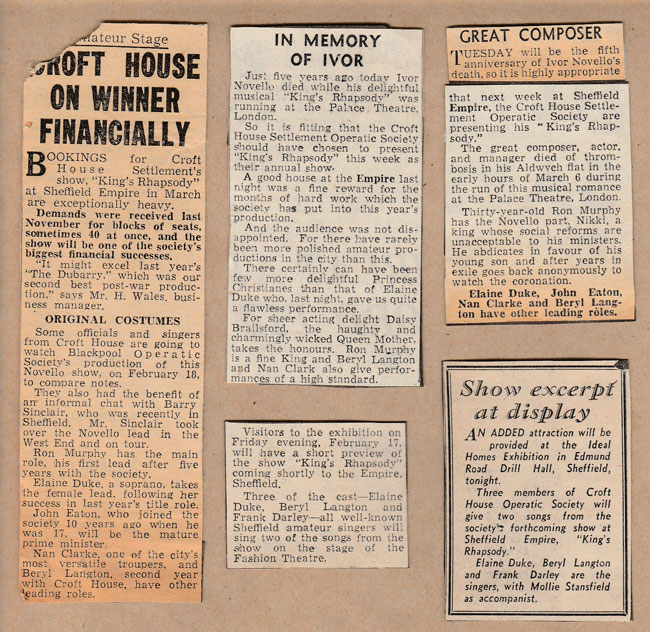 Amateur Stage
CROFT HOUSE
ON WINNER
FINANCIALLY
BOOKINGS for Croft
House Settlement's
show, "King's Rhapsody"
at Sheffield Empire in March
are exceptionally heavy.
Demands were received last
November for blocks of seats,
sometimes 40 at once, and the
show will be one of the society's
biggest financial successes.
"It might excel last year's
"The Dubarry," which was our
second best post-war produc-
tion." says Mr. H. Wales, busi-
ness manager.
ORIGINAL COSTUMES
Some officials and singers
from Croft House are going to
watch Blackpool Operatic
Society's production of this
Novello show, on February 18,
to compare notes.
They also had the benefit of
an informal chat with Barry
Sinclair, who was recently in
Sheffield. Mr. Sinclair took
over the Novello lead in the
West End and on tour.
Ron Murphy has the main
role, his first lead after five
years with the society.
Elaine Duke, a soprano, takes
the female lead, following her
success in last year's title role.
John Eaton, who joined the
society 10 years ago when he
was 17, will be the mature
prime minister.
Nan Clarke, one of the city's
most versatile troupers, and
Beryl Langton, second year
with Croft House, have other
leading roles.
IN MEMORY
OF IVOR
Just five years ago today Ivor
Novello died while his delightful
musical "King's Rhapsody" was
running at the Palace Theatre,
London.
So it is fitting that the Croft
House Settlement Operatic Society
should have chosen to present
"King's Rhapsody" this week as
their annual show.
A good house at the Empire last
night was a fine reward for the
months of hard work which the
society has put into this year's
production.
And the audience was not dis-
appointed. For there have rarely
been more polished amateur pro-
ductions in the city than this.
There certainly can have been
few more delightful Princess
Christianes than that of Elaine
Duke who, last night, gave us quite
a flawless performance.
For sheer acting delight Daisy
Brailsford, the haughty and
charmingly wicked Queen Mother,
takes the honours. Ron Murphy
is a fine King and Beryl Langton
and Nan Clark also give perfor-
mances of a high standard.
Visitors to the exhibition on
Friday evening, February 17,
will have a short preview of
the show "King's Rhapsody"
coming shortly to the Empire,
Sheffield.
Three of the cast—Elaine
Duke, Beryl Langton and
Frank Darley—all well-known
Sheffield amateur singers will
sing two of the songs from the
show on the stage of the
Fashion Theatre.
GREAT COMPOSER
TUESDAY will be the fifth
anniversary of Ivor Novello's
death, so it is highly appropriate
that next week at Sheffield
Empire, the Croft House Settle-
ment Operatic Society are
presenting his "King's Rhap-
sody."
The great composer, actor,
and manager died of throm-
bosis in his Aldwych flat in the
early hours of March 6 during
the run of this musical romance
at the Palace Theatre, London.
Thirty-year-old Ron Murphy
has the Novello part, Nikki, a
king whose social reforms are
unacceptable to his ministers.
He abdicates in favour of his
young son and after years in
exile goes back anonymously to
watch the coronation.
Elaine Duke, John Eaton,
Nan Clarke and Beryl Lang-
ton have other leading rôles.
Show excerpt
at display
AN ADDED attraction will be
provided at the Ideal
Homes Exhibition in Edmund
Road Drill Hall, Sheffield,
tonight.
Three members of Croft
House Operatic Society will
give two songs from the
society's forthcoming show at
Sheffield Empire, "King's
Rhapsody."
Elaine Duke, Beryl Langton
and Frank Darley are the
singers, with Mollie Stansfield
as accompanist.